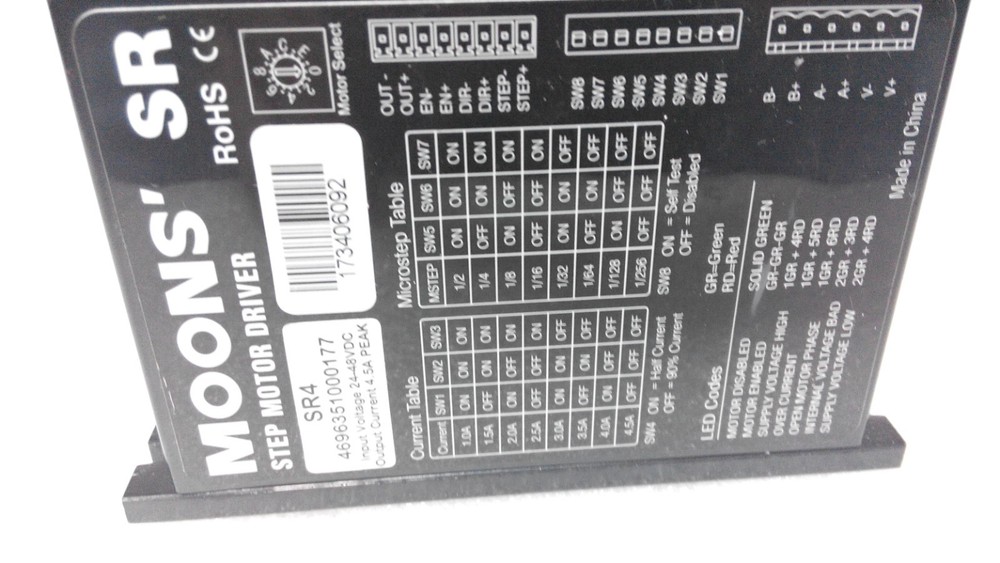 MOONS' SR
STEP MOTOR DRIVER
RoHS CE
SR4
4696351000177
Input Voltage 24-48VDC
Output Current 4.5A PEAK
173406092
8 0
Motor Select
Current Table
Current SW1 SW2 SW3
1.0A ON ON ON
1.5A OFF ON ON
2.0A ON OFF ON
2.5A OFF OFF ON
3.0A ON ON OFF
3.5A OFF ON OFF
4.0A ON OFF OFF
4.5A OFF OFF OFF
SW4 ON = Half Current
OFF = 90% Current
Microstep Table
MSTEP SW5 SW6 SW7
1/2 ON ON ON
1/4 OFF ON ON
1/8 ON OFF ON
1/16 OFF OFF ON
1/32 ON ON OFF
1/64 OFF ON OFF
1/128 ON OFF OFF
1/256 OFF OFF OFF
SW8 ON = Self Test
OFF = Disabled
OUT -
OUT+
EN-
EN+
DIR-
DIR+
STEP-
STEP+
SW8
SW7
SW6
SW5
SW4
SW3
SW2
SW1
B-
B+
A-
A+
V-
V+
LED Codes
GR=Green
RD=Red
MOTOR DISABLED SOLID GREEN
MOTOR ENABLED GR-GR-GR
SUPPLY VOLTAGE HIGH 1GR + 4RD
OVER CURRENT 1GR + 5RD
OPEN MOTOR PHASE 1GR + 6RD
INTERNAL VOLTAGE BAD 2GR + 3RD
SUPPLY VOLTAGE LOW 2GR + 4RD
Made in China